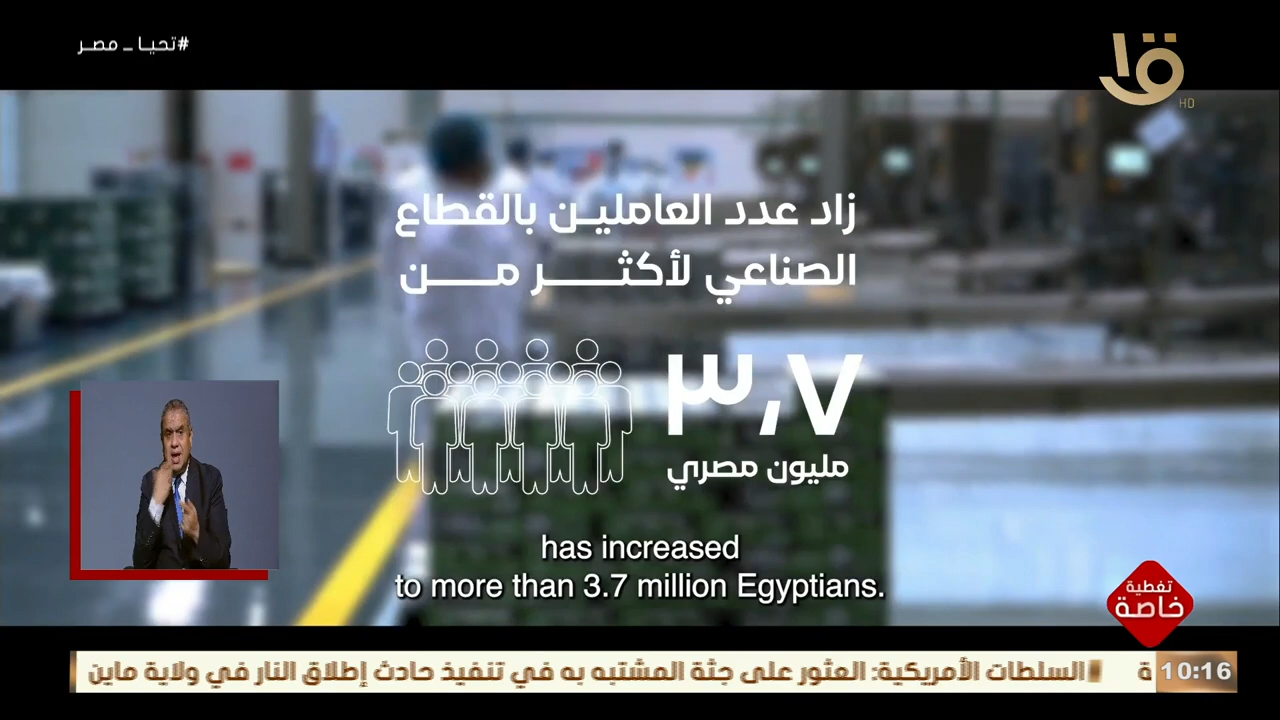 #تحيا_مصر
ق١
HD
زاد عدد العاملين بالقطاع
الصناعي لأكثر من
٣,٧
مليون مصري
has increased
to more than 3.7 million Egyptians.
تغطية
خاصة
10:16
ة
السلطات الأمريكية: العثور على جثة المشتبه به في تنفيذ حادث إطلاق النار في ولاية ماين